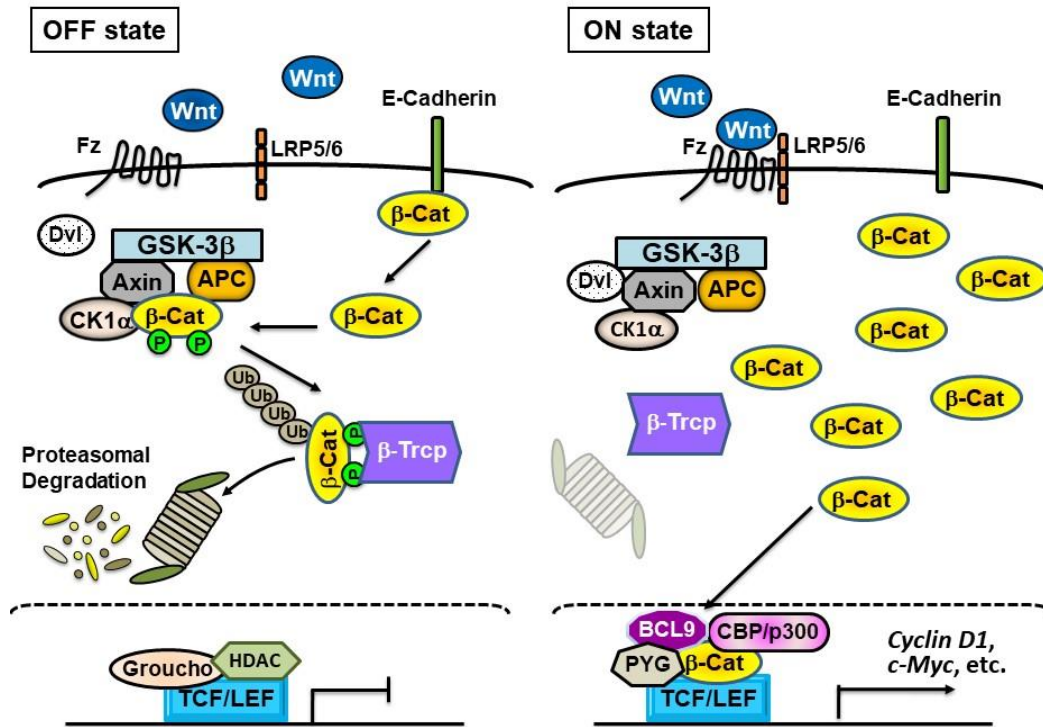 OFF state
Wnt
Wnt
E-Cadherin
Fz
LRP5/6
β-Cat
Dvl
GSK-3β
Axin
APC
CK1α
β-Cat
β-Cat
P
P
Ub
Ub
Ub
Ub
β-Cat
P
P
β-Trcp
Proteasomal
Degradation
Groucho
HDAC
TCF/LEF
ON state
Wnt
Wnt
E-Cadherin
Fz
LRP5/6
β-Cat
β-Cat
GSK-3β
Dvl
Axin
APC
CK1α
β-Cat
β-Cat
β-Cat
β-Trcp
β-Cat
β-Cat
BCL9
CBP/p300
PYG
β-Cat
TCF/LEF
Cyclin D1,
c-Myc, etc.